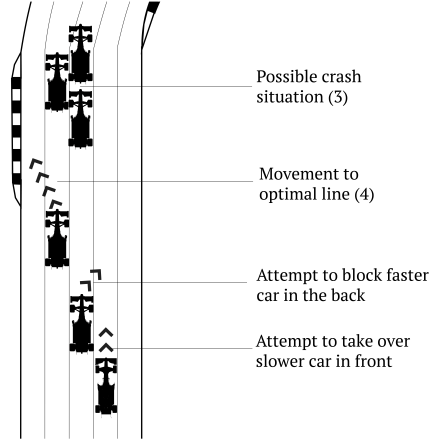 Possible crash
situation (3)
Movement to
optimal line (4)
Attempt to block faster
car in the back
Attempt to take over
slower car in front